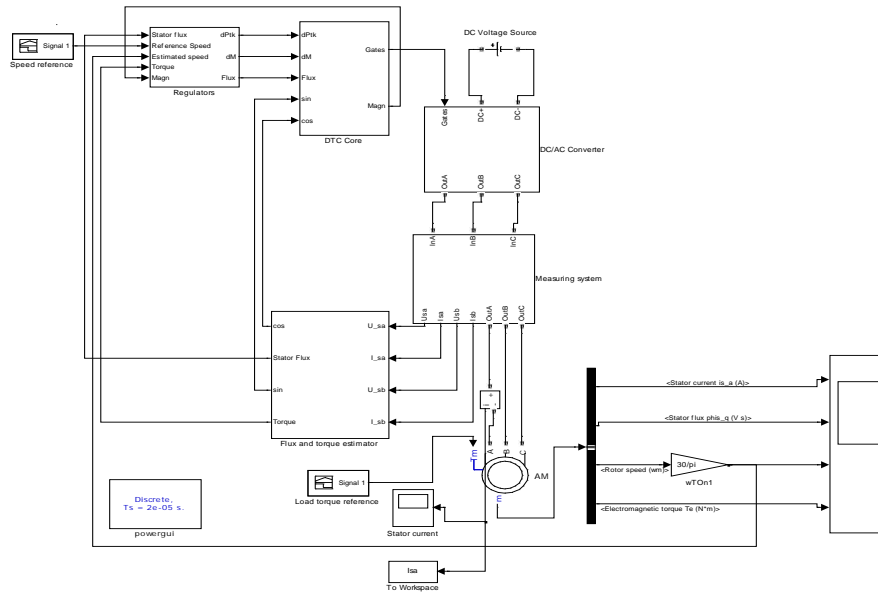 Signal 1
Speed reference
Stator flux
Reference Speed
Estimated speed
Torque
Magn
dPtk
dM
Flux
Regulators
dPtk
dM
Flux
sin
cos
Gates
Magn
DTC Core
DC Voltage Source
+
Gates
DC+
DC-
OutA
OutB
OutC
DC/AC Converter
InA
InB
InC
Usa
Isa
Usb
Isb
OutA
OutB
OutC
Measuring system
cos
Stator Flux
sin
Torque
U_sa
I_sa
U_sb
I_sb
Flux and torque estimator
+
Tm
A
B
C
m
AM
Signal 1
Load torque reference
Stator current
Isa
To Workspace
Discrete,
Ts = 2e-05 s.
powergui
<Stator current is_a (A)>
<Stator flux phis_q (V s)>
<Rotor speed (wm)>
30/pi
wTOn1
<Electromagnetic torque Te (N*m)>